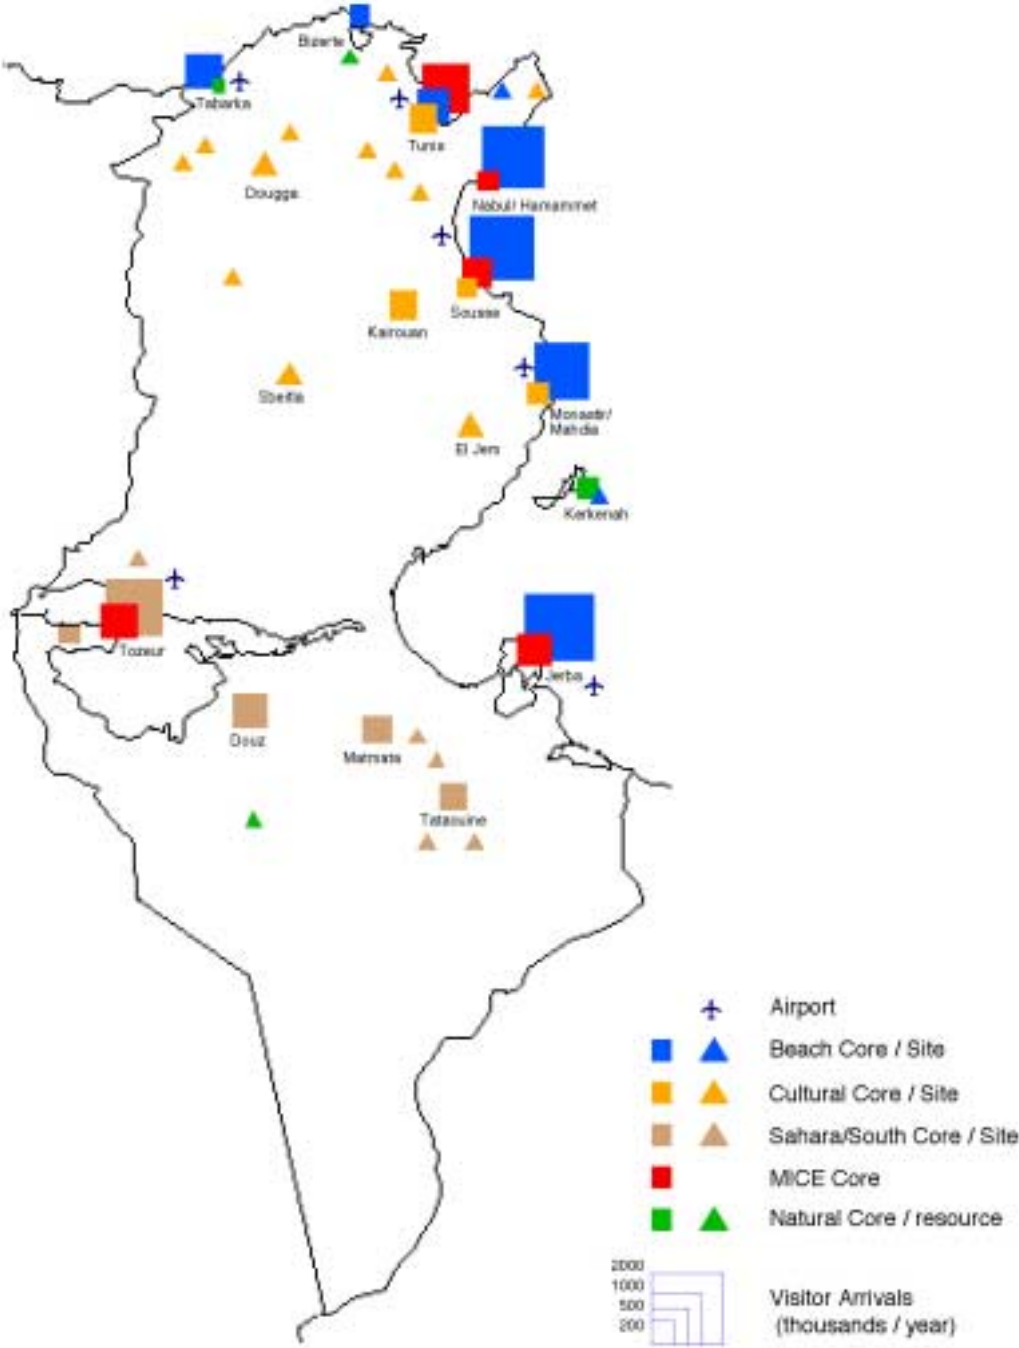 Bizerte
Tabarka
Tunis
Dougga
Nabul/ Hamammet
Sousse
Kairouan
Sbeitla
Monastir/
Mahdia
El Jem
Kerkenah
Tozeur
Jerba
Douz
Matmata
Tataouine
Airport
Beach Core / Site
Cultural Core / Site
Sahara/South Core / Site
MICE Core
Natural Core / resource
2000
1000
500
200
Visitor Arrivals
(thousands / year)